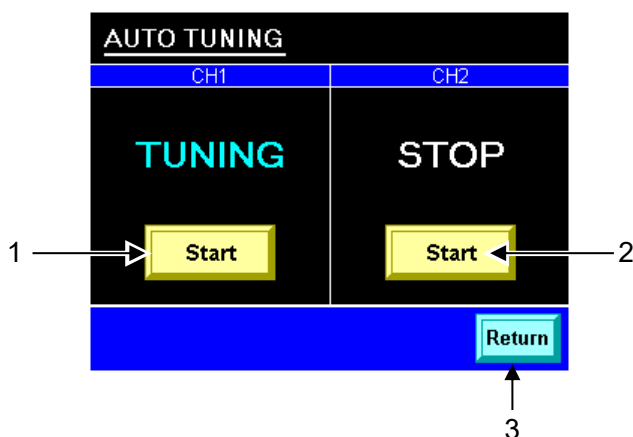 AUTO TUNING
CH1 CH2
TUNING STOP
1 Start Start 2
Return
3